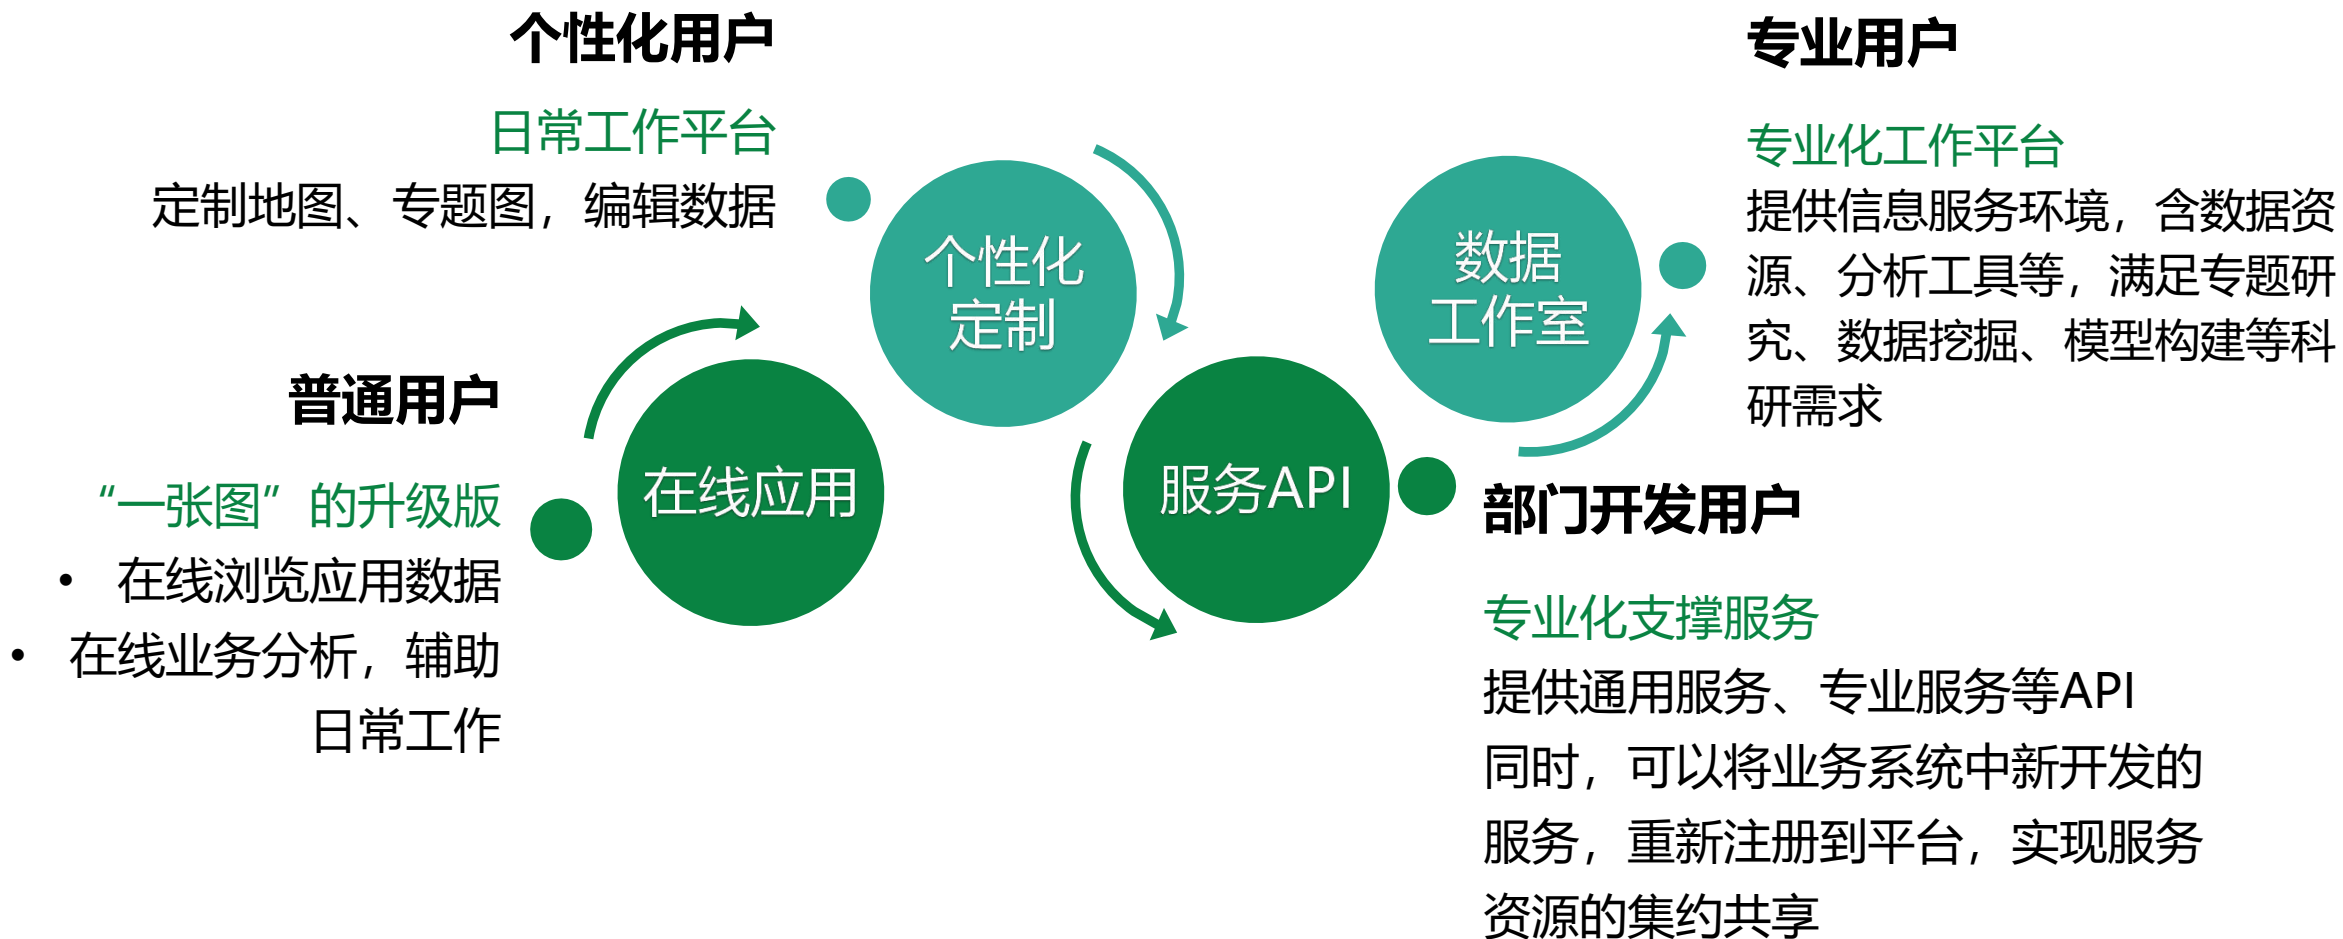 个性化用户
日常工作平台
定制地图、专题图，编辑数据
普通用户
“一张图”的升级版
• 在线浏览应用数据
• 在线业务分析，辅助
日常工作
在线应用
个性化
定制
服务API
数据
工作室
专业用户
专业化工作平台
提供信息服务环境，含数据资
源、分析工具等，满足专题研
究、数据挖掘、模型构建等科
研需求
部门开发用户
专业化支撑服务
提供通用服务、专业服务等API
同时，可以将业务系统中新开发的
服务，重新注册到平台，实现服务
资源的集约共享